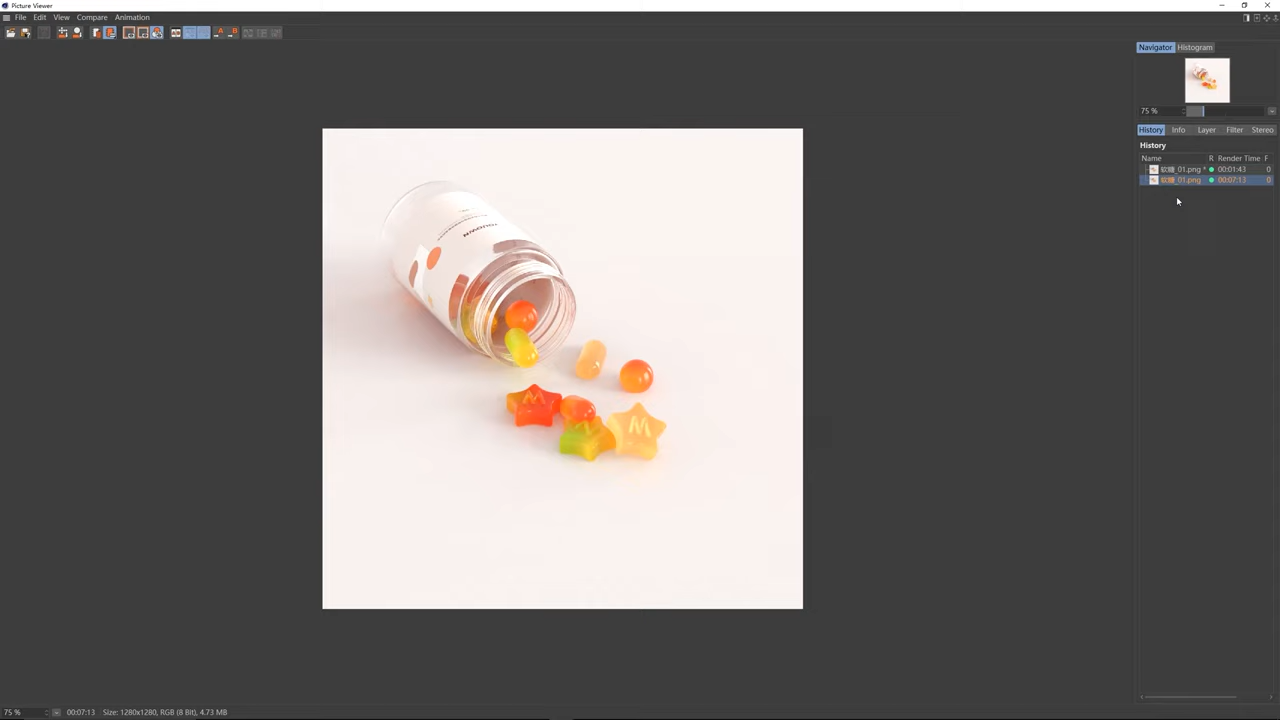 Picture Viewer
File Edit View Compare Animation
Navigator Histogram
75 %
History Info Layer Filter Stereo
History
Name R Render Time F
软糖_01.png * 00:01:43 0
软糖_01.png 00:07:13 0
M
M
75 % 00:07:13 Size: 1280x1280, RGB (8 Bit), 4.73 MB